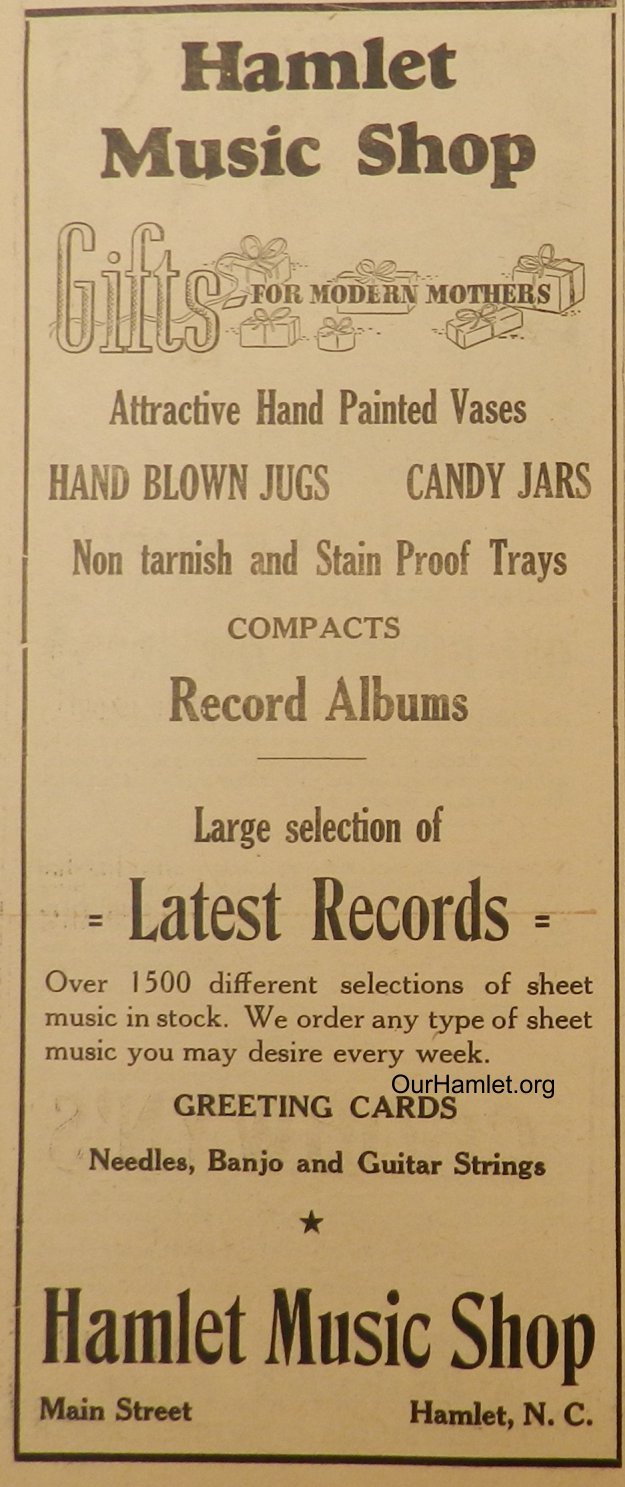 Hamlet
Music Shop
Gifts - FOR MODERN MOTHERS
Attractive Hand Painted Vases
HAND BLOWN JUGS CANDY JARS
Non tarnish and Stain Proof Trays
COMPACTS
Record Albums
Large selection of
= Latest Records =
Over 1500 different selections of sheet
music in stock. We order any type of sheet
music you may desire every week.
OurHamlet.org
GREETING CARDS
Needles, Banjo and Guitar Strings
★
Hamlet Music Shop
Main Street Hamlet, N. C.